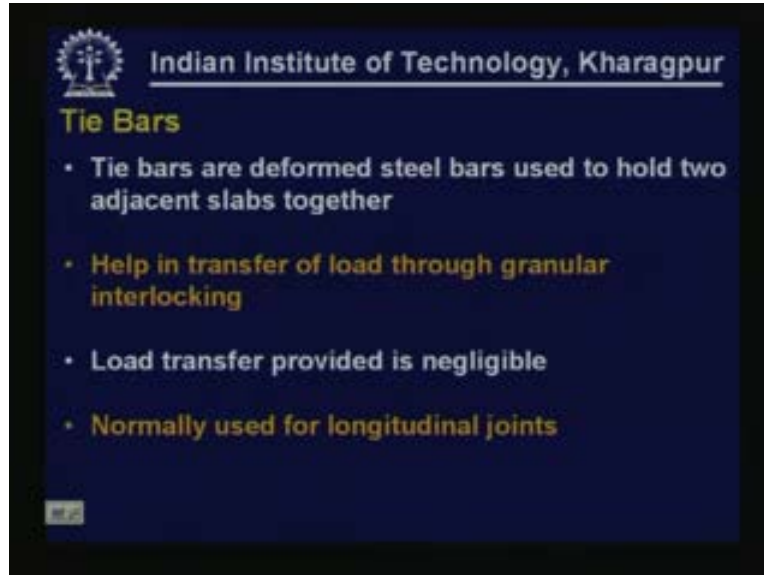 Indian Institute of Technology, Kharagpur
Tie Bars
• Tie bars are deformed steel bars used to hold two
adjacent slabs together
• Help in transfer of load through granular
interlocking
• Load transfer provided is negligible
• Normally used for longitudinal joints